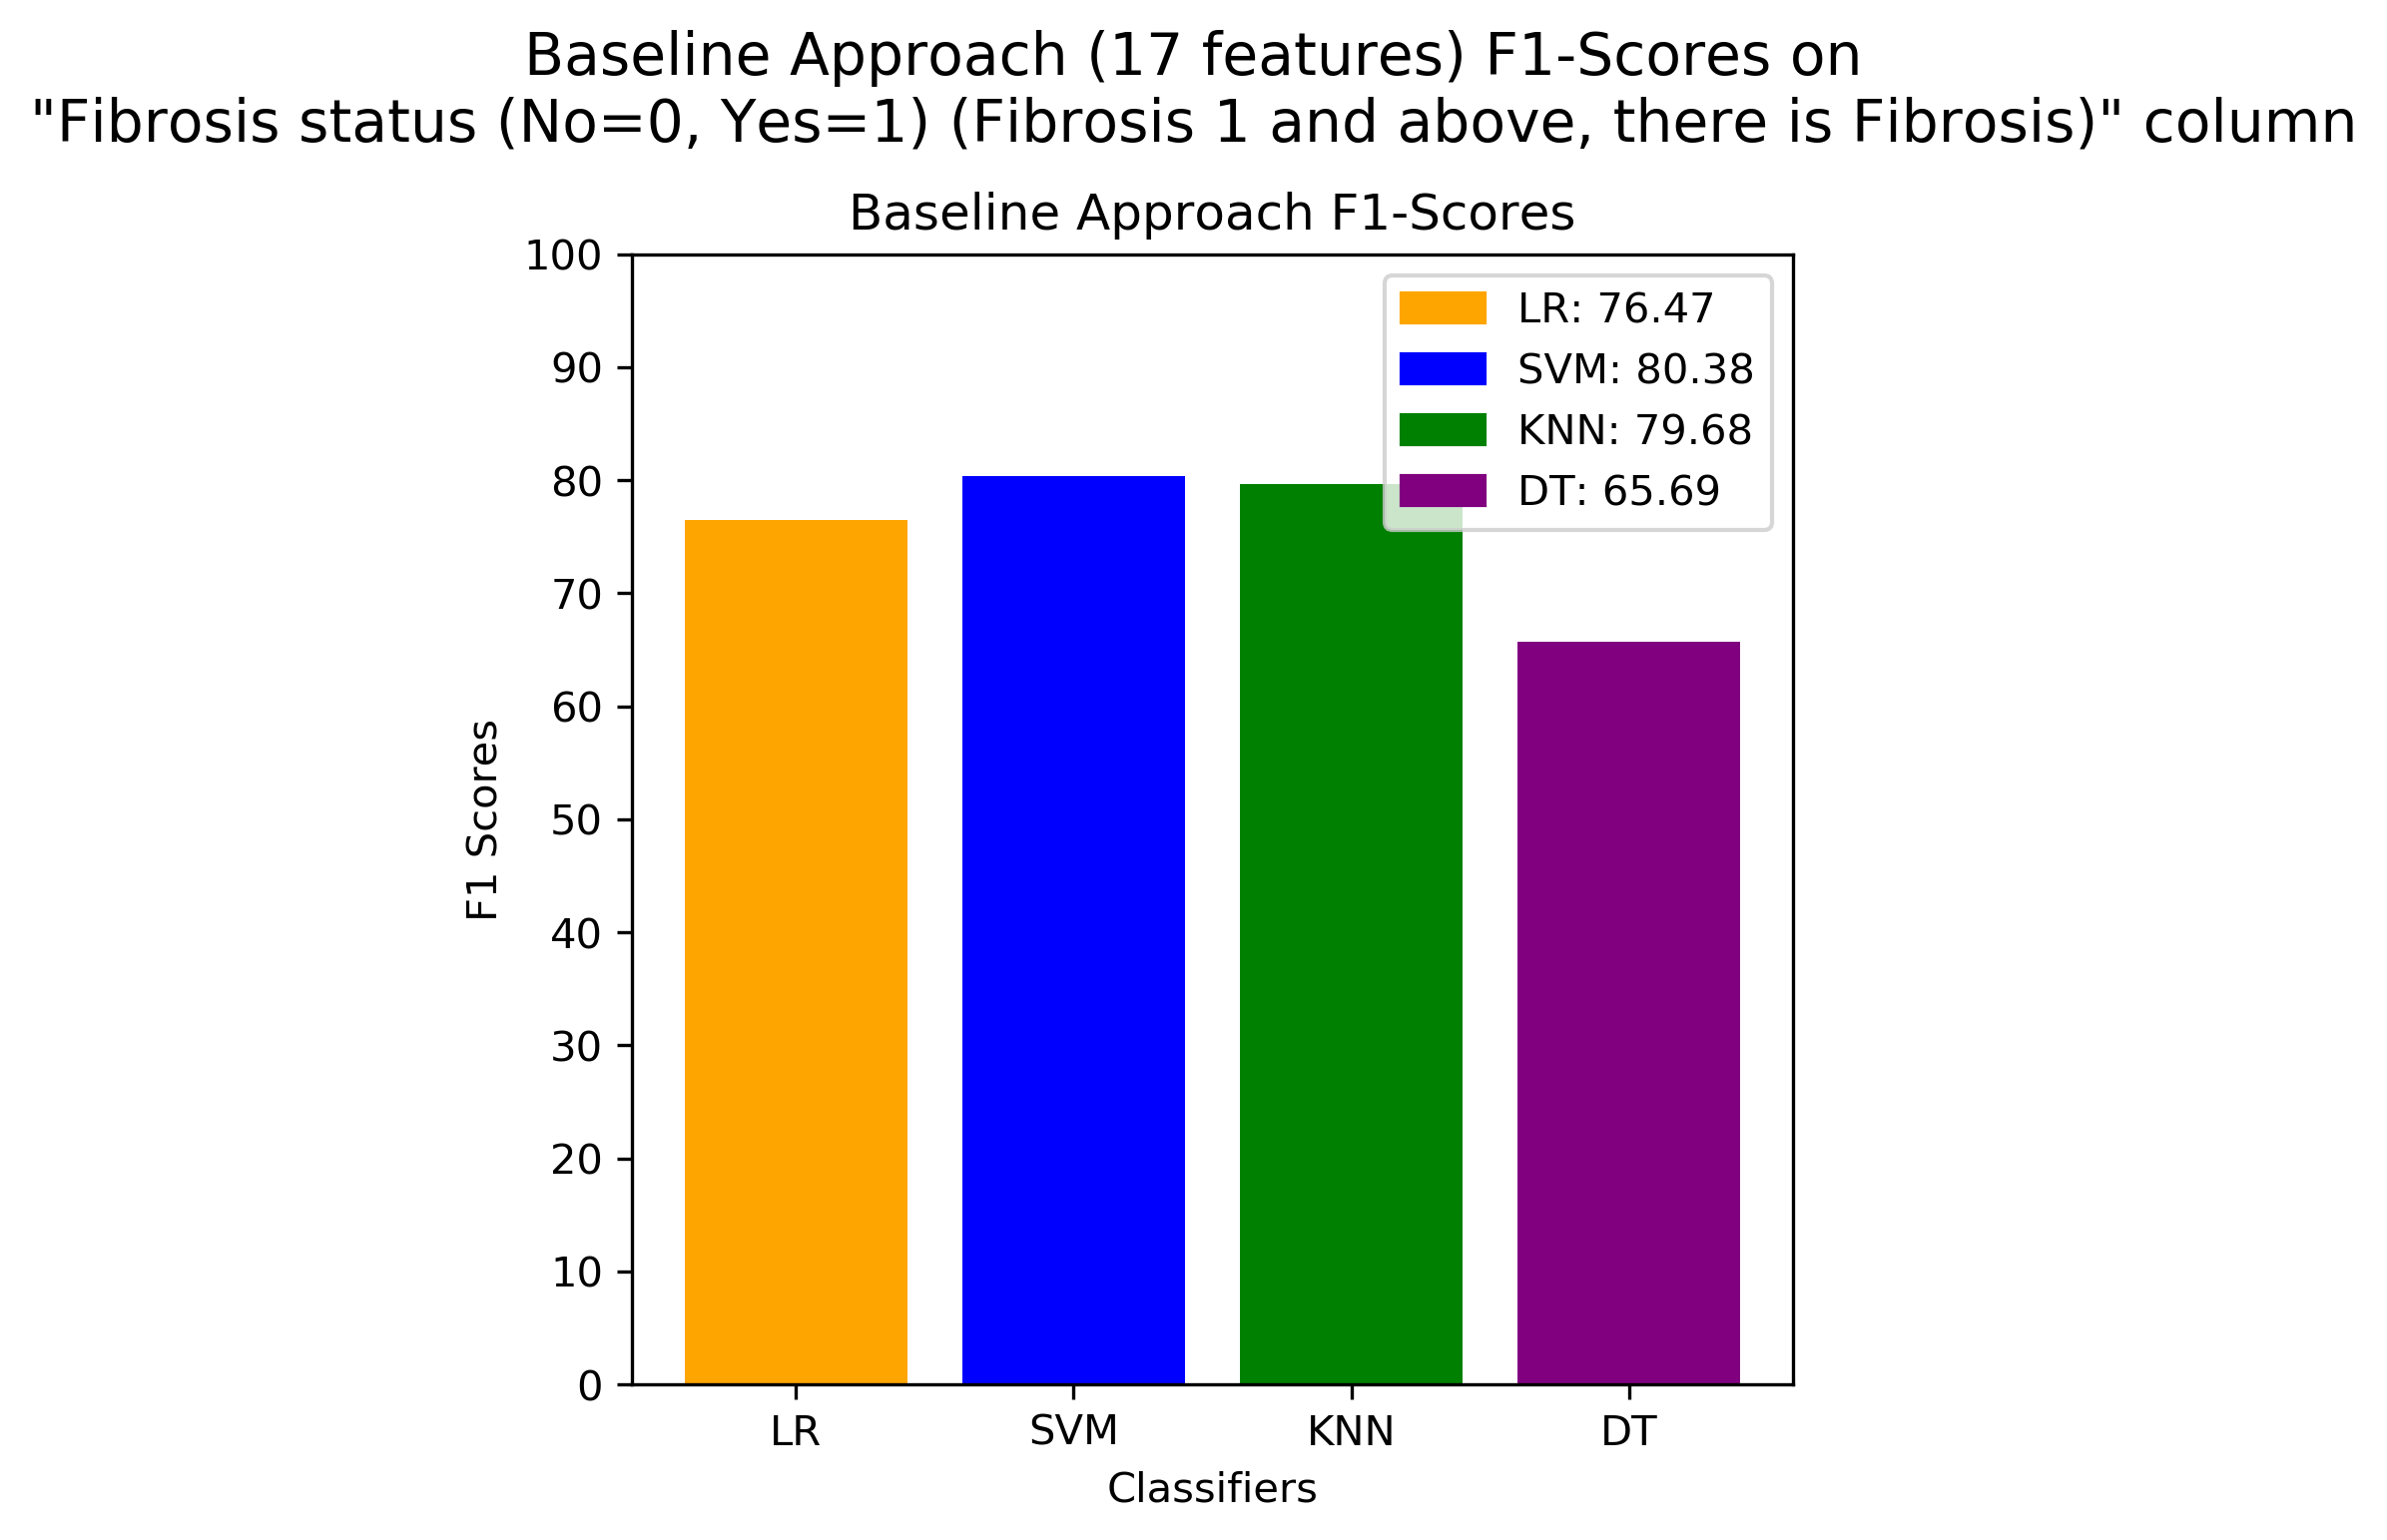 Baseline Approach (17 features) F1-Scores on
"Fibrosis status (No=0, Yes=1) (Fibrosis 1 and above, there is Fibrosis)" column
Baseline Approach F1-Scores
100
90
80
70
60
50
40
30
20
10
0
F1 Scores
LR: 76.47
SVM: 80.38
KNN: 79.68
DT: 65.69
LR
SVM
KNN
DT
Classifiers